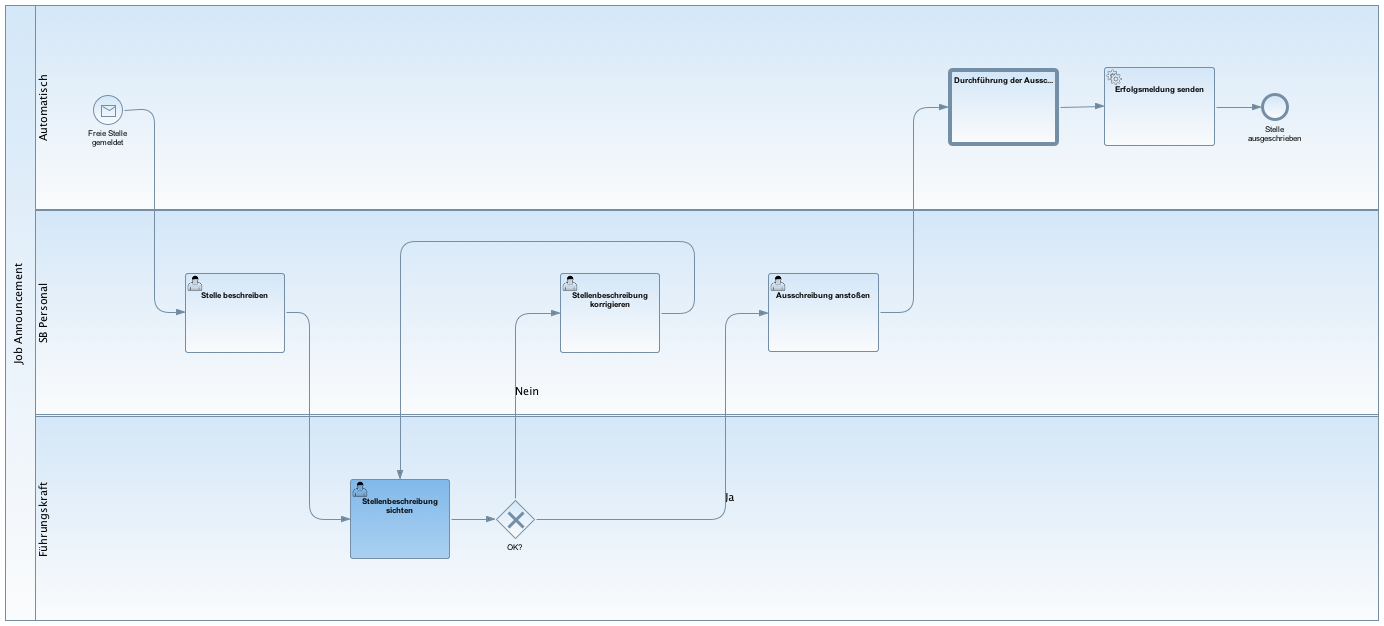 Job Announcement
Automatisch
Freie Stelle
gemeldet
Durchführung der Aussc...
Erfolgsmeldung senden
Stelle
ausgeschrieben
SB Personal
Stelle beschreiben
Stellenbeschreibung
korrigieren
Ausschreibung anstoßen
Nein
Führungskraft
Stellenbeschreibung
sichten
OK?
Ja